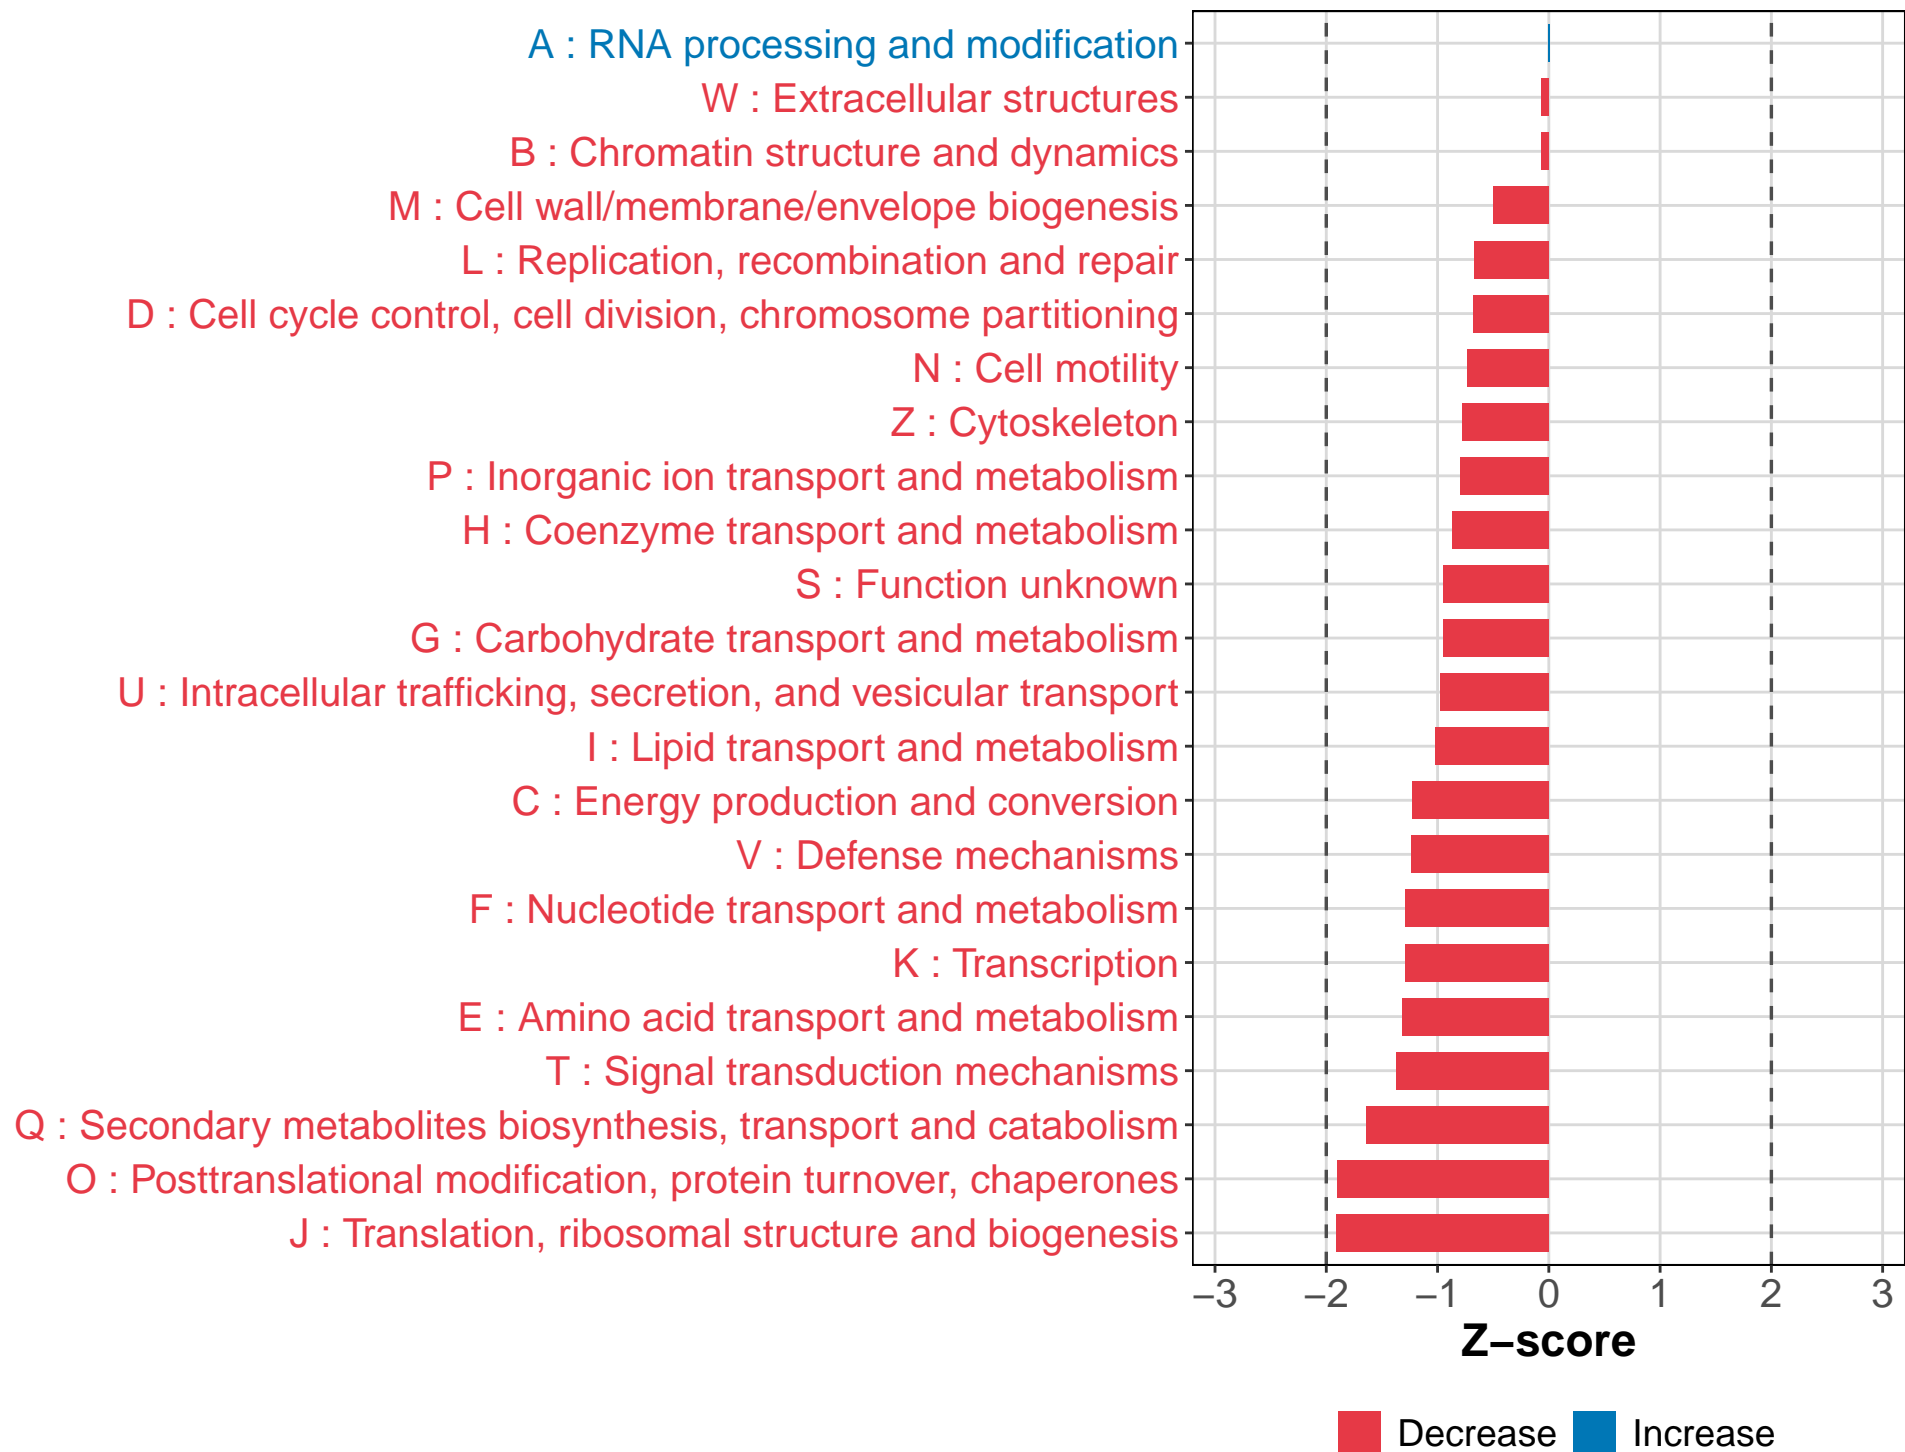 A : RNA processing and modification
W : Extracellular structures
B : Chromatin structure and dynamics
M : Cell wall/membrane/envelope biogenesis
L : Replication, recombination and repair
D : Cell cycle control, cell division, chromosome partitioning
N : Cell motility
Z : Cytoskeleton
P : Inorganic ion transport and metabolism
H : Coenzyme transport and metabolism
S : Function unknown
G : Carbohydrate transport and metabolism
U : Intracellular trafficking, secretion, and vesicular transport
I : Lipid transport and metabolism
C : Energy production and conversion
V : Defense mechanisms
F : Nucleotide transport and metabolism
K : Transcription
E : Amino acid transport and metabolism
T : Signal transduction mechanisms
Q : Secondary metabolites biosynthesis, transport and catabolism
O : Posttranslational modification, protein turnover, chaperones
J : Translation, ribosomal structure and biogenesis
−3 −2 −1 0 1 2 3
Z−score
Decrease Increase